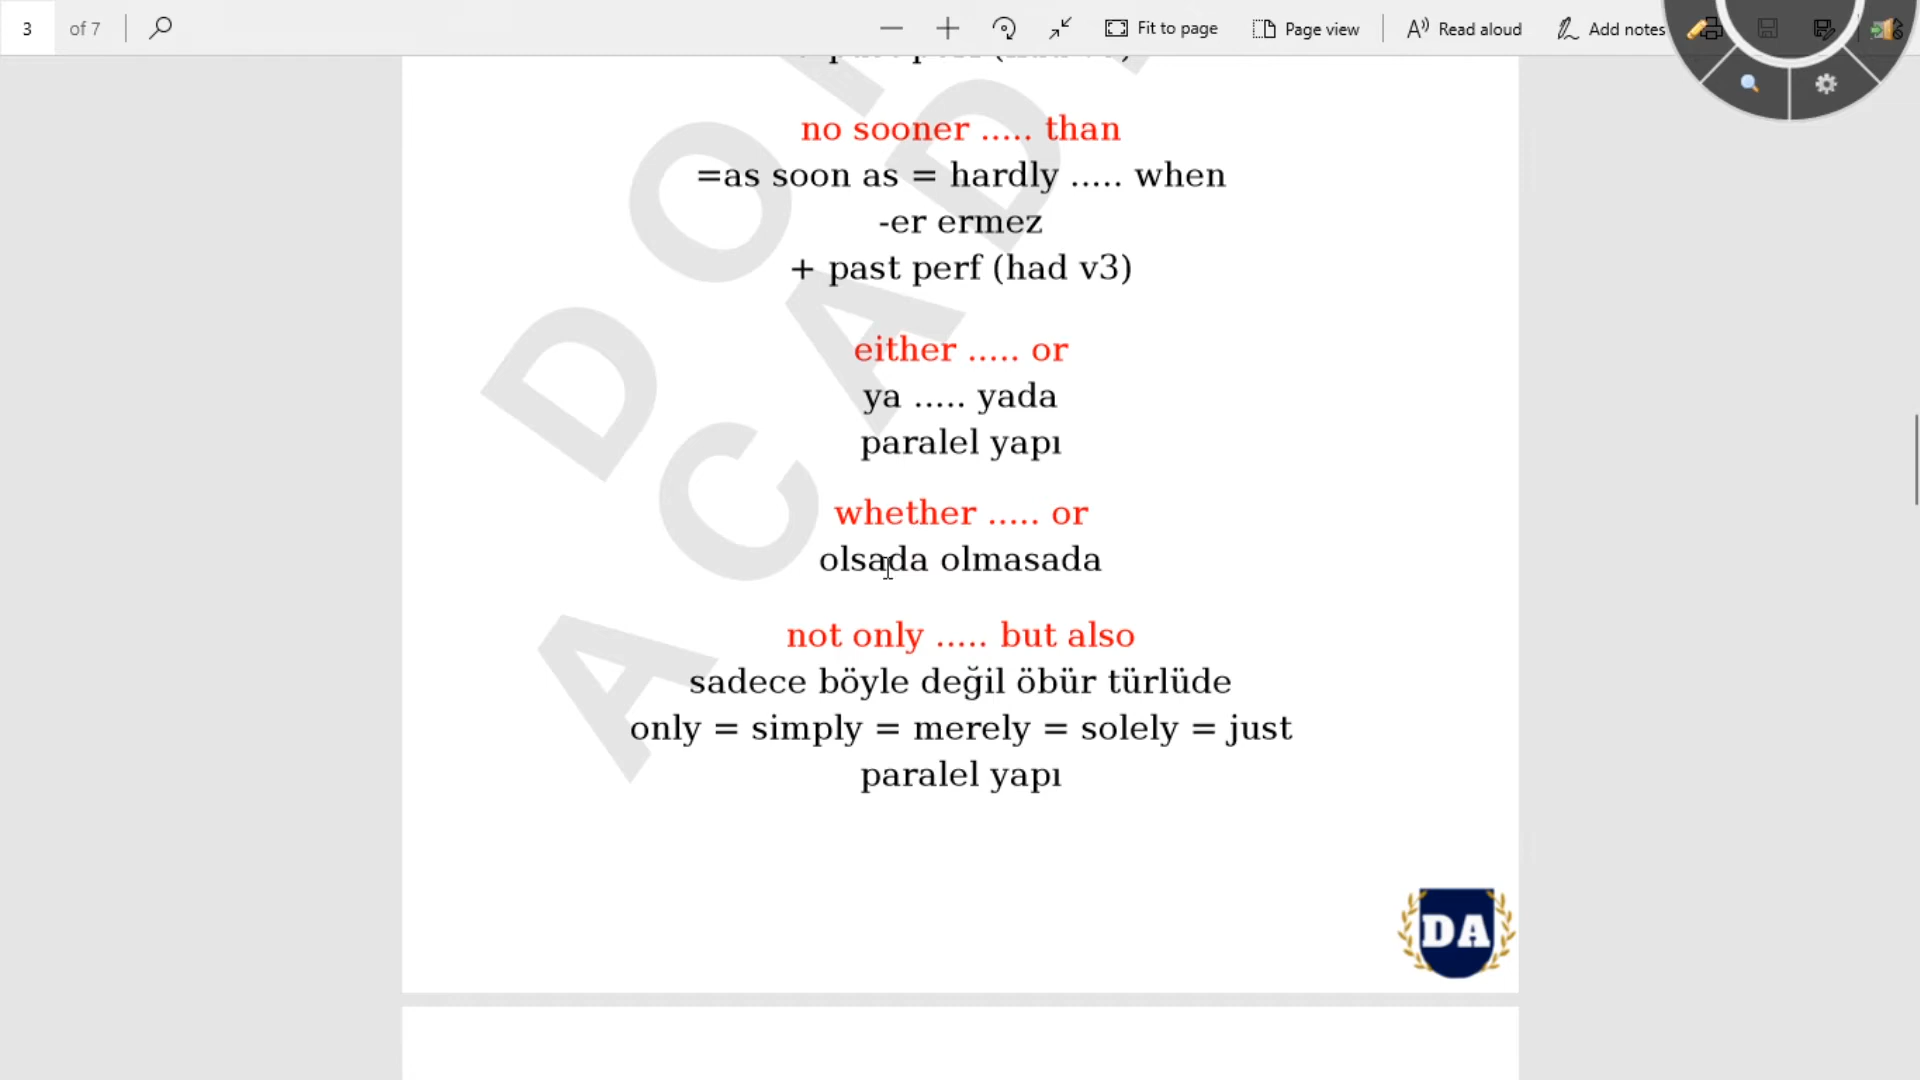 3 of 7 Fit to page Page view Read aloud Add notes
no sooner ..... than
=as soon as = hardly ..... when
-er ermez
+ past perf (had v3)
either ..... or
ya ..... yada
paralel yapı
whether ..... or
olsada olmasada
not only ..... but also
sadece böyle değil öbür türlüde
only = simply = merely = solely = just
paralel yapı
DA